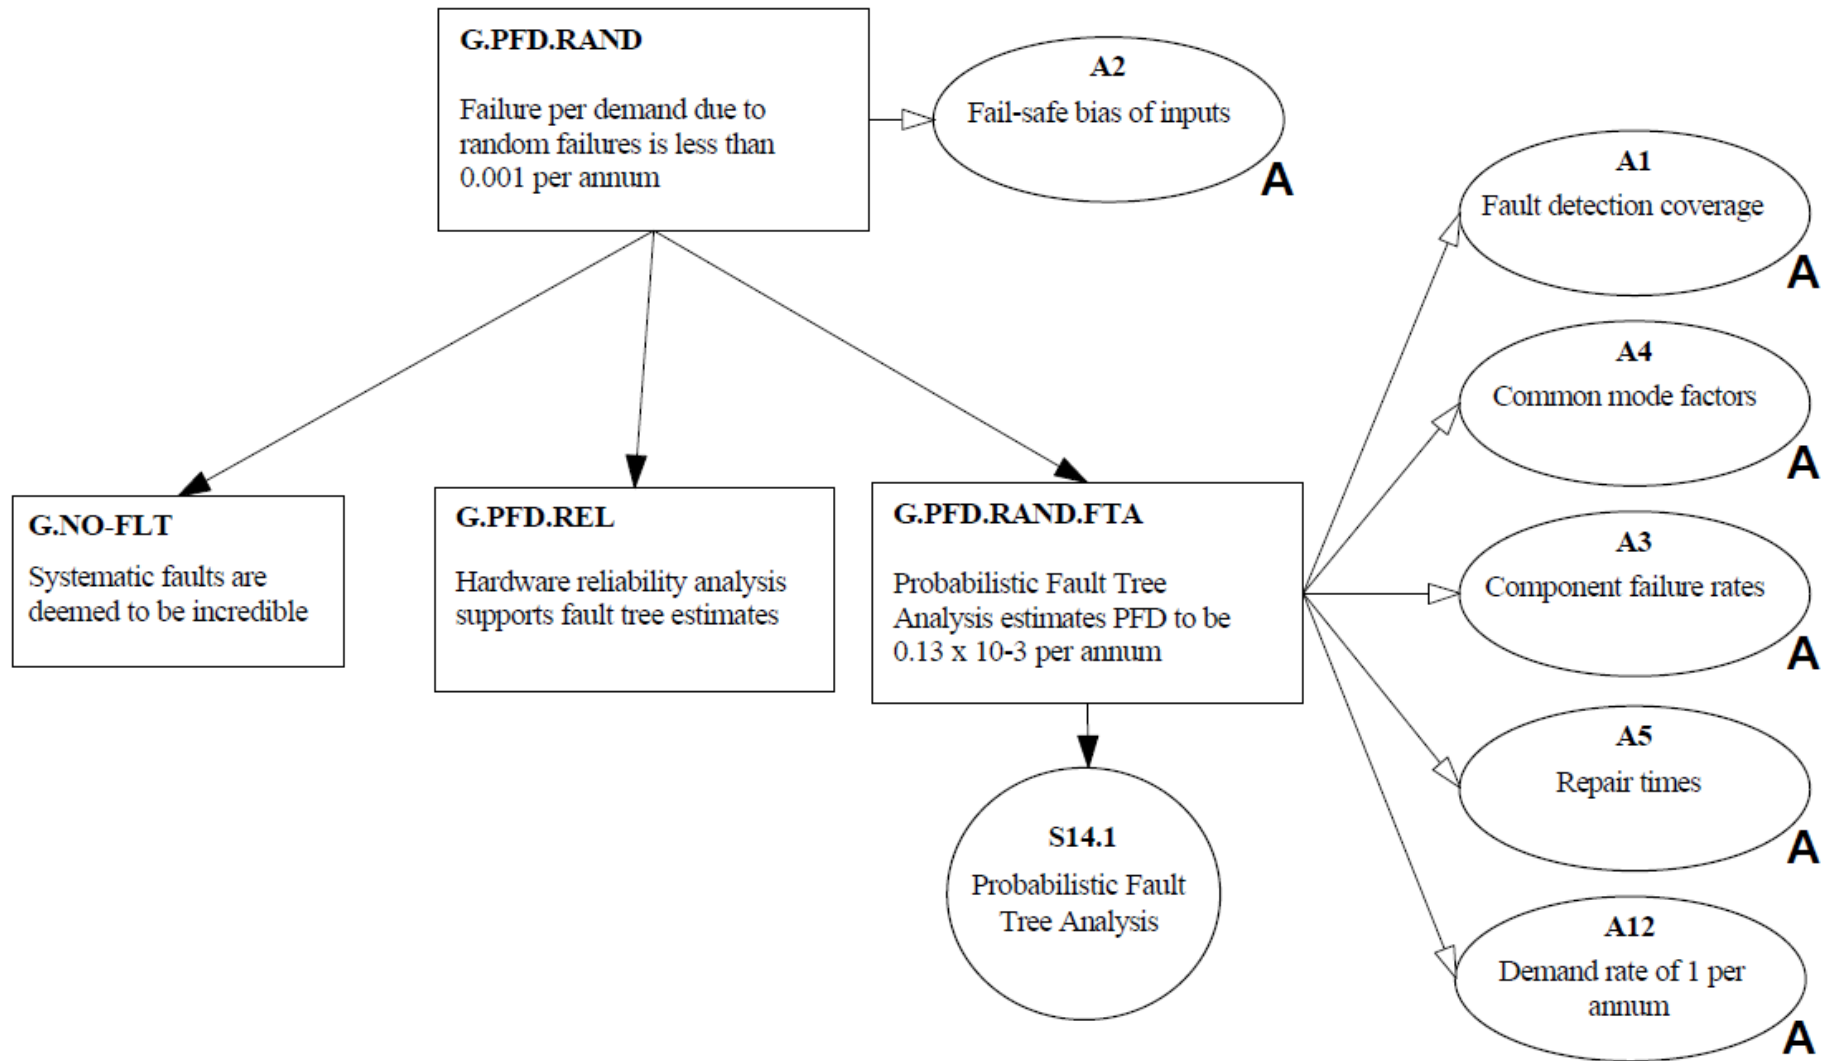 G.PFD.RAND
Failure per demand due to
random failures is less than
0.001 per annum
A2
Fail-safe bias of inputs
A
A1
Fault detection coverage
A
A4
Common mode factors
A
A3
Component failure rates
A
A5
Repair times
A
A12
Demand rate of 1 per
annum
A
G.NO-FLT
Systematic faults are
deemed to be incredible
G.PFD.REL
Hardware reliability analysis
supports fault tree estimates
G.PFD.RAND.FTA
Probabilistic Fault Tree
Analysis estimates PFD to be
0.13 x 10-3 per annum
S14.1
Probabilistic Fault
Tree Analysis